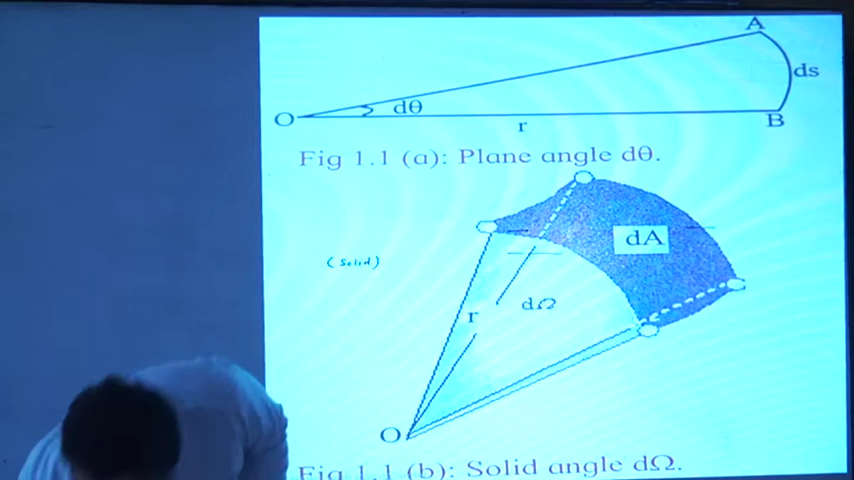 A
ds
O
dθ
r
B
Fig 1.1 (a): Plane angle dθ.
dA
(Solid)
dΩ
r
O
Fig 1.1 (b): Solid angle dΩ.